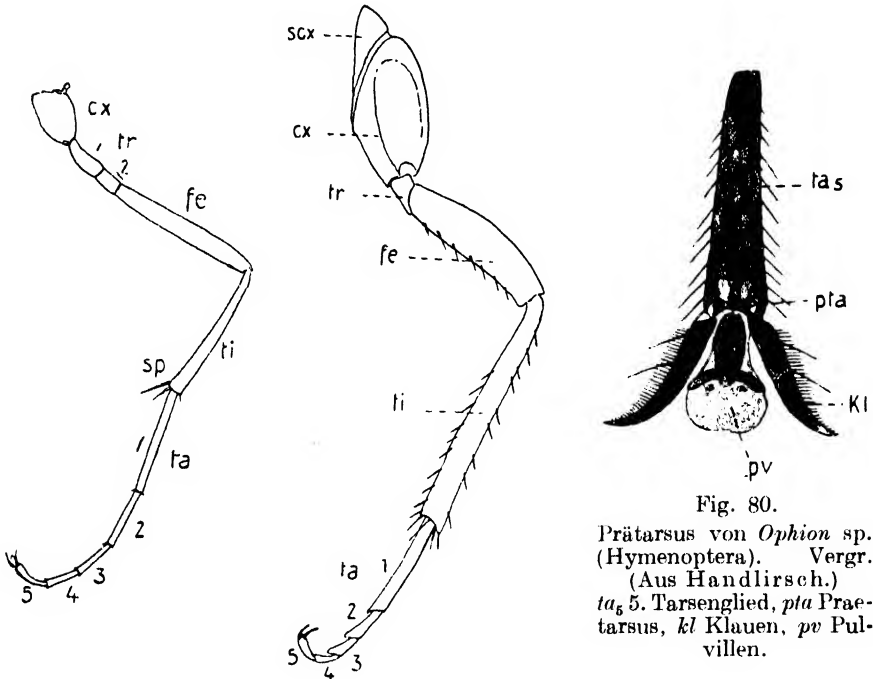 cx
tr
1
2
fe
ti
sp
1
ta
2
3
4
5
scx
cx
tr
fe
ti
ta
1
2
3
4
5
tas
pta
Kl
pv
Fig. 80.
Prätarsus von Ophion sp.
(Hymenoptera). Vergr.
(Aus Handlirsch.)
ta₅ 5. Tarsenglied, pta Prae-
tarsus, kl Klauen, pv Pul-
villen.